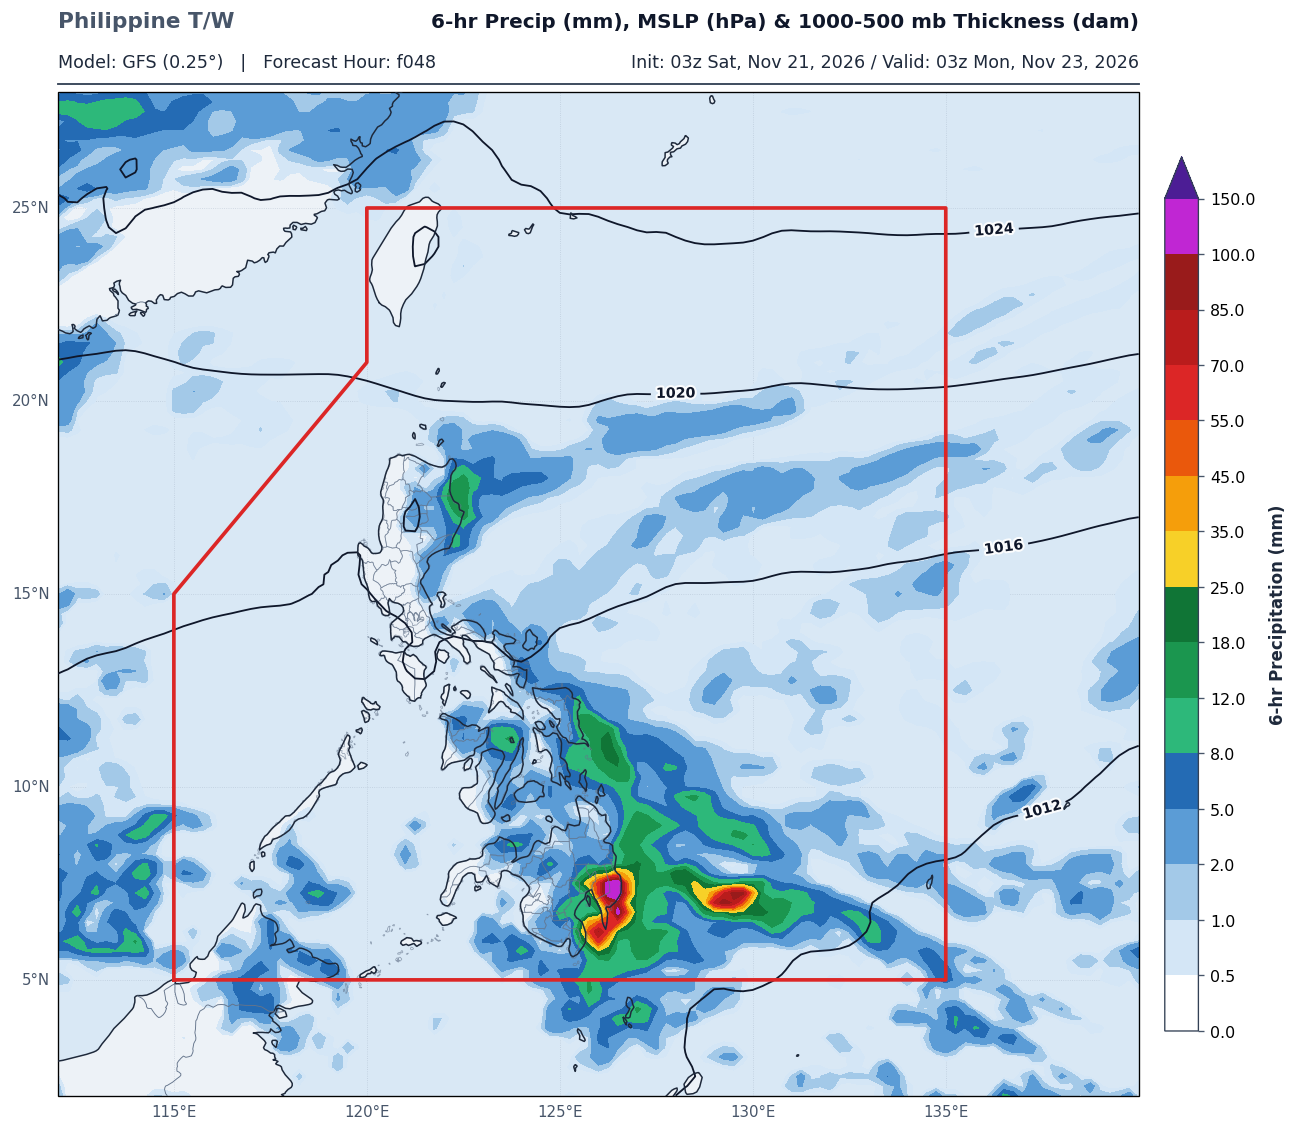 Philippine T/W
6-hr Precip (mm), MSLP (hPa) & 1000-500 mb Thickness (dam)
Model: GFS (0.25°) | Forecast Hour: f048
Init: 03z Sat, Nov 21, 2026 / Valid: 03z Mon, Nov 23, 2026
25°N
20°N
15°N
10°N
5°N
115°E
120°E
125°E
130°E
135°E
1024
1020
1016
1012
150.0
100.0
85.0
70.0
55.0
45.0
35.0
25.0
18.0
12.0
8.0
5.0
2.0
1.0
0.5
0.0
6-hr Precipitation (mm)